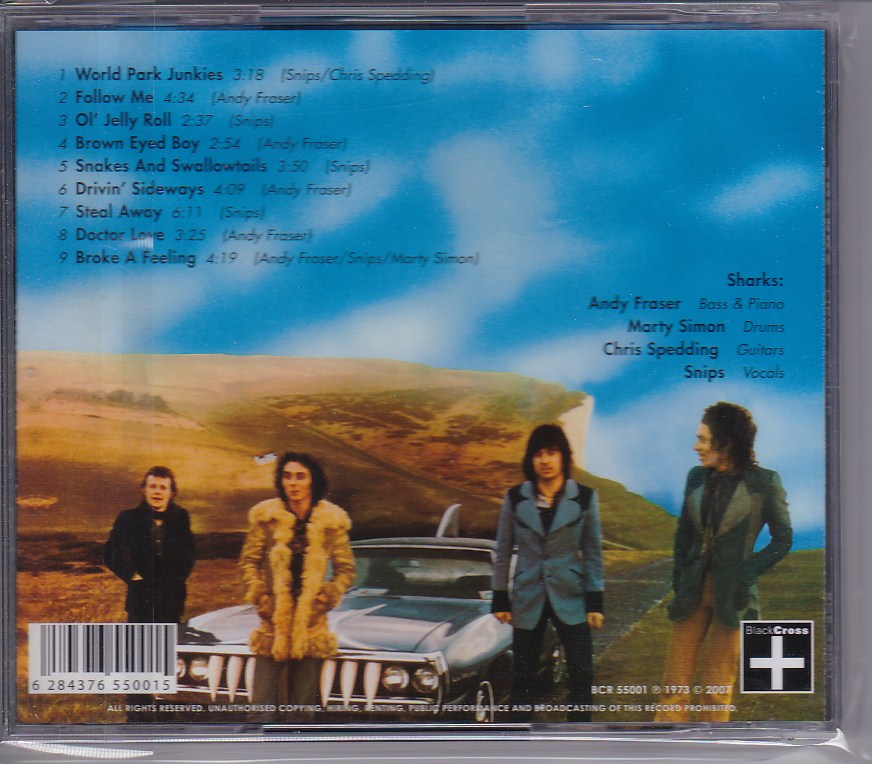 1 World Park Junkies 3:18 (Snips/Chris Spedding)
2 Follow Me 4:34 (Andy Fraser)
3 Ol' Jelly Roll 2:37 (Snips)
4 Brown Eyed Boy 2:54 (Andy Fraser)
5 Snakes And Swallowtails 3:50 (Snips)
6 Drivin' Sideways 4:09 (Andy Fraser)
7 Steal Away 6:11 (Snips)
8 Doctor Love 3:25 (Andy Fraser)
9 Broke A Feeling 4:19 (Andy Fraser/Snips/Marty Simon)
Sharks:
Andy Fraser Bass & Piano
Marty Simon Drums
Chris Spedding Guitars
Snips Vocals
BlackCross
6 284376 550015
BCR 55001 ℗ 1973 © 2007
ALL RIGHTS RESERVED. UNAUTHORISED COPYING, HIRING, RENTING, PUBLIC PERFORMANCE AND BROADCASTING OF THIS RECORD PROHIBITED.